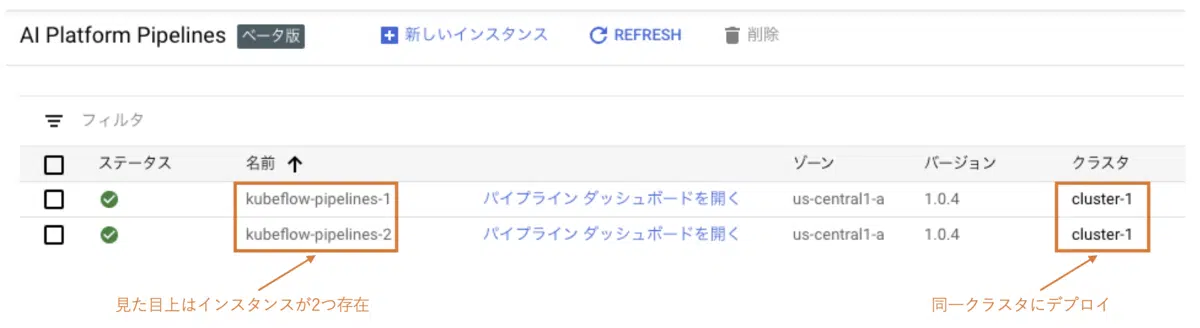 AI Platform Pipelines ベータ版 新しいインスタンス REFRESH 削除
フィルタ
ステータス 名前 ゾーン バージョン クラスタ
kubeflow-pipelines-1 パイプライン ダッシュボードを開く us-central1-a 1.0.4 cluster-1
kubeflow-pipelines-2 パイプライン ダッシュボードを開く us-central1-a 1.0.4 cluster-1
見た目上はインスタンスが2つ存在 同一クラスタにデプロイ